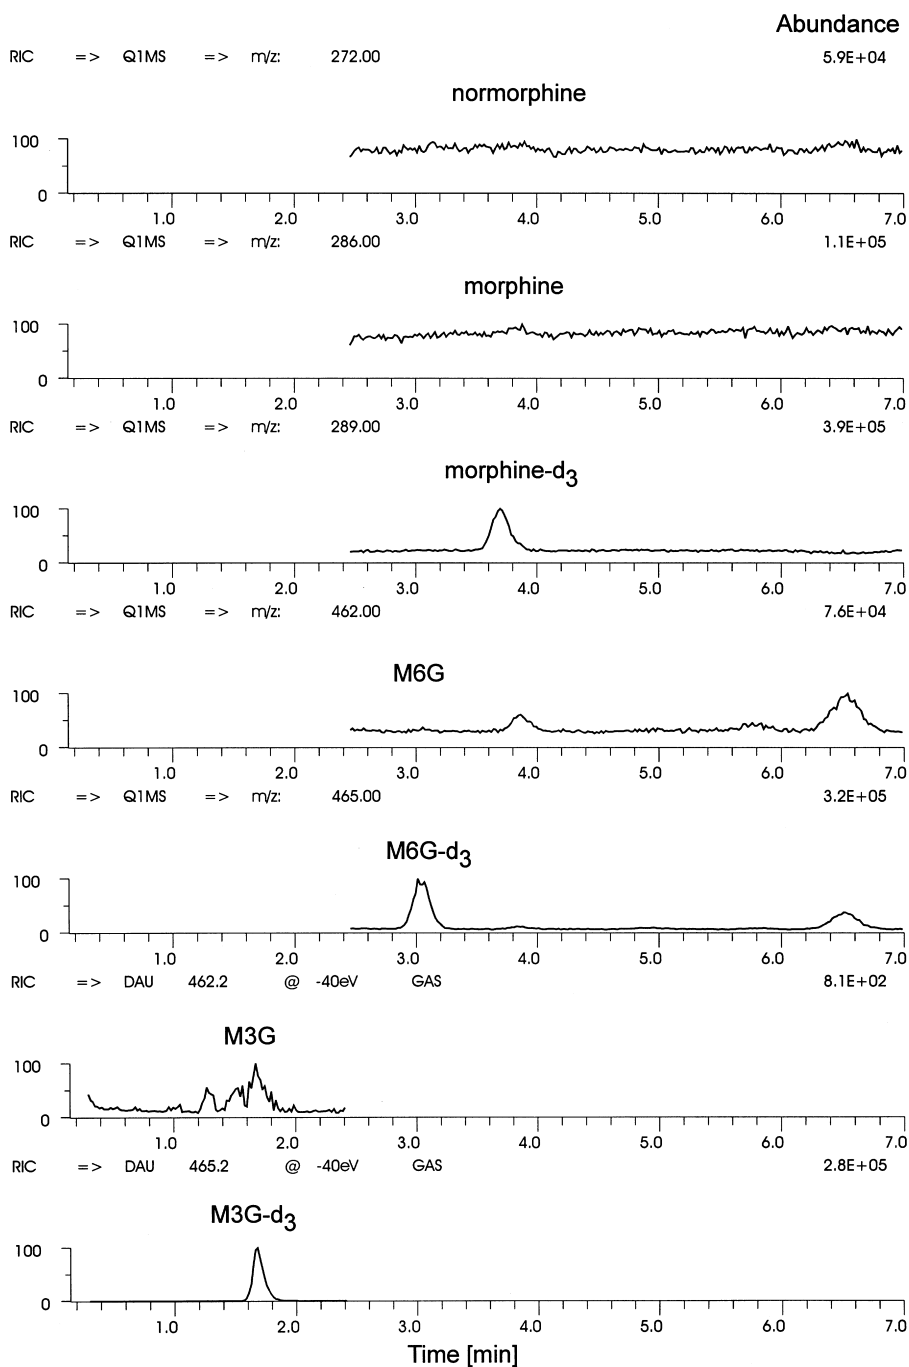 Abundance
RIC => Q1MS => m/z: 272.00 5.9E+04
normorphine
100
0
1.0 2.0 3.0 4.0 5.0 6.0 7.0
RIC => Q1MS => m/z: 286.00 1.1E+05
morphine
100
0
1.0 2.0 3.0 4.0 5.0 6.0 7.0
RIC => Q1MS => m/z: 289.00 3.9E+05
morphine-d3
100
0
1.0 2.0 3.0 4.0 5.0 6.0 7.0
RIC => Q1MS => m/z: 462.00 7.6E+04
M6G
100
0
1.0 2.0 3.0 4.0 5.0 6.0 7.0
RIC => Q1MS => m/z: 465.00 3.2E+05
M6G-d3
100
0
1.0 2.0 3.0 4.0 5.0 6.0 7.0
RIC => DAU 462.2 @ -40eV GAS 8.1E+02
M3G
100
0
1.0 2.0 3.0 4.0 5.0 6.0 7.0
RIC => DAU 465.2 @ -40eV GAS 2.8E+05
M3G-d3
100
0
1.0 2.0 3.0 4.0 5.0 6.0 7.0
Time [min]